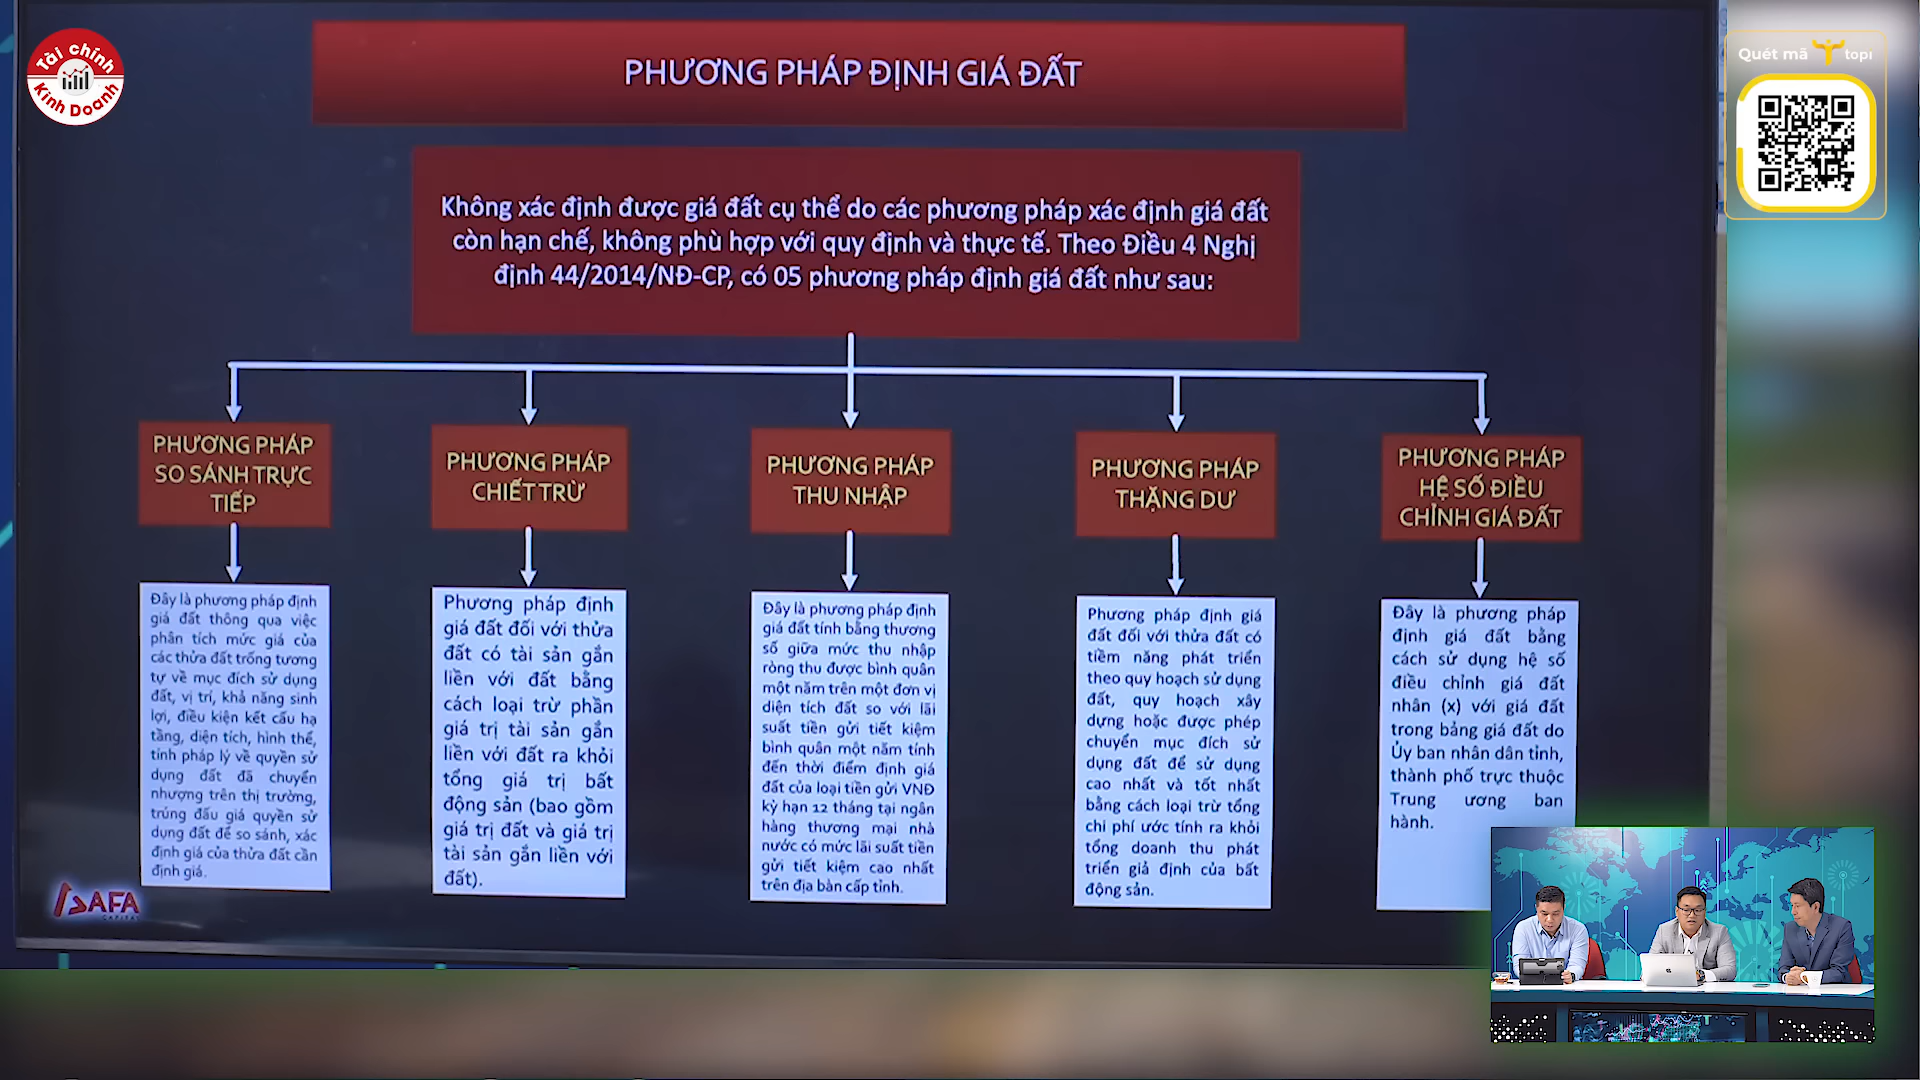 Tài chính
Kinh Doanh
Quét mã topi
PHƯƠNG PHÁP ĐỊNH GIÁ ĐẤT
Không xác định được giá đất cụ thể do các phương pháp xác định giá đất
còn hạn chế, không phù hợp với quy định và thực tế. Theo Điều 4 Nghị
định 44/2014/NĐ-CP, có 05 phương pháp định giá đất như sau:
PHƯƠNG PHÁP
SO SÁNH TRỰC
TIẾP
Đây là phương pháp định
giá đất thông qua việc
phân tích mức giá của
các thửa đất trống tương
tự về mục đích sử dụng
đất, vị trí, khả năng sinh
lợi, điều kiện kết cấu hạ
tầng, diện tích, hình thể,
tính pháp lý về quyền sử
dụng đất đã chuyển
nhượng trên thị trường,
trúng đấu giá quyền sử
dụng đất để so sánh, xác
định giá của thửa đất cần
định giá.
PHƯƠNG PHÁP
CHIẾT TRỪ
Phương pháp định
giá đất đối với thửa
đất có tài sản gắn
liền với đất bằng
cách loại trừ phần
giá trị tài sản gắn
liền với đất ra khỏi
tổng giá trị bất
động sản (bao gồm
giá trị đất và giá trị
tài sản gắn liền với
đất).
PHƯƠNG PHÁP
THU NHẬP
Đây là phương pháp định
giá đất tính bằng thương
số giữa mức thu nhập
ròng thu được bình quân
một năm trên một đơn vị
diện tích đất so với lãi
suất tiền gửi tiết kiệm
bình quân một năm tính
đến thời điểm định giá
đất của loại tiền gửi VNĐ
kỳ hạn 12 tháng tại ngân
hàng thương mại nhà
nước có mức lãi suất tiền
gửi tiết kiệm cao nhất
trên địa bàn cấp tỉnh.
PHƯƠNG PHÁP
THẶNG DƯ
Phương pháp định giá
đất đối với thửa đất có
tiềm năng phát triển
theo quy hoạch sử dụng
đất, quy hoạch xây
dựng hoặc được phép
chuyển mục đích sử
dụng đất để sử dụng
cao nhất và tốt nhất
bằng cách loại trừ tổng
chi phí ước tính ra khỏi
tổng doanh thu phát
triển giả định của bất
động sản.
PHƯƠNG PHÁP
HỆ SỐ ĐIỀU
CHỈNH GIÁ ĐẤT
Đây là phương pháp
định giá đất bằng
cách sử dụng hệ số
điều chỉnh giá đất
nhân (x) với giá đất
trong bảng giá đất do
Ủy ban nhân dân tỉnh,
thành phố trực thuộc
Trung ương ban
hành.
AFA
CAPITAL